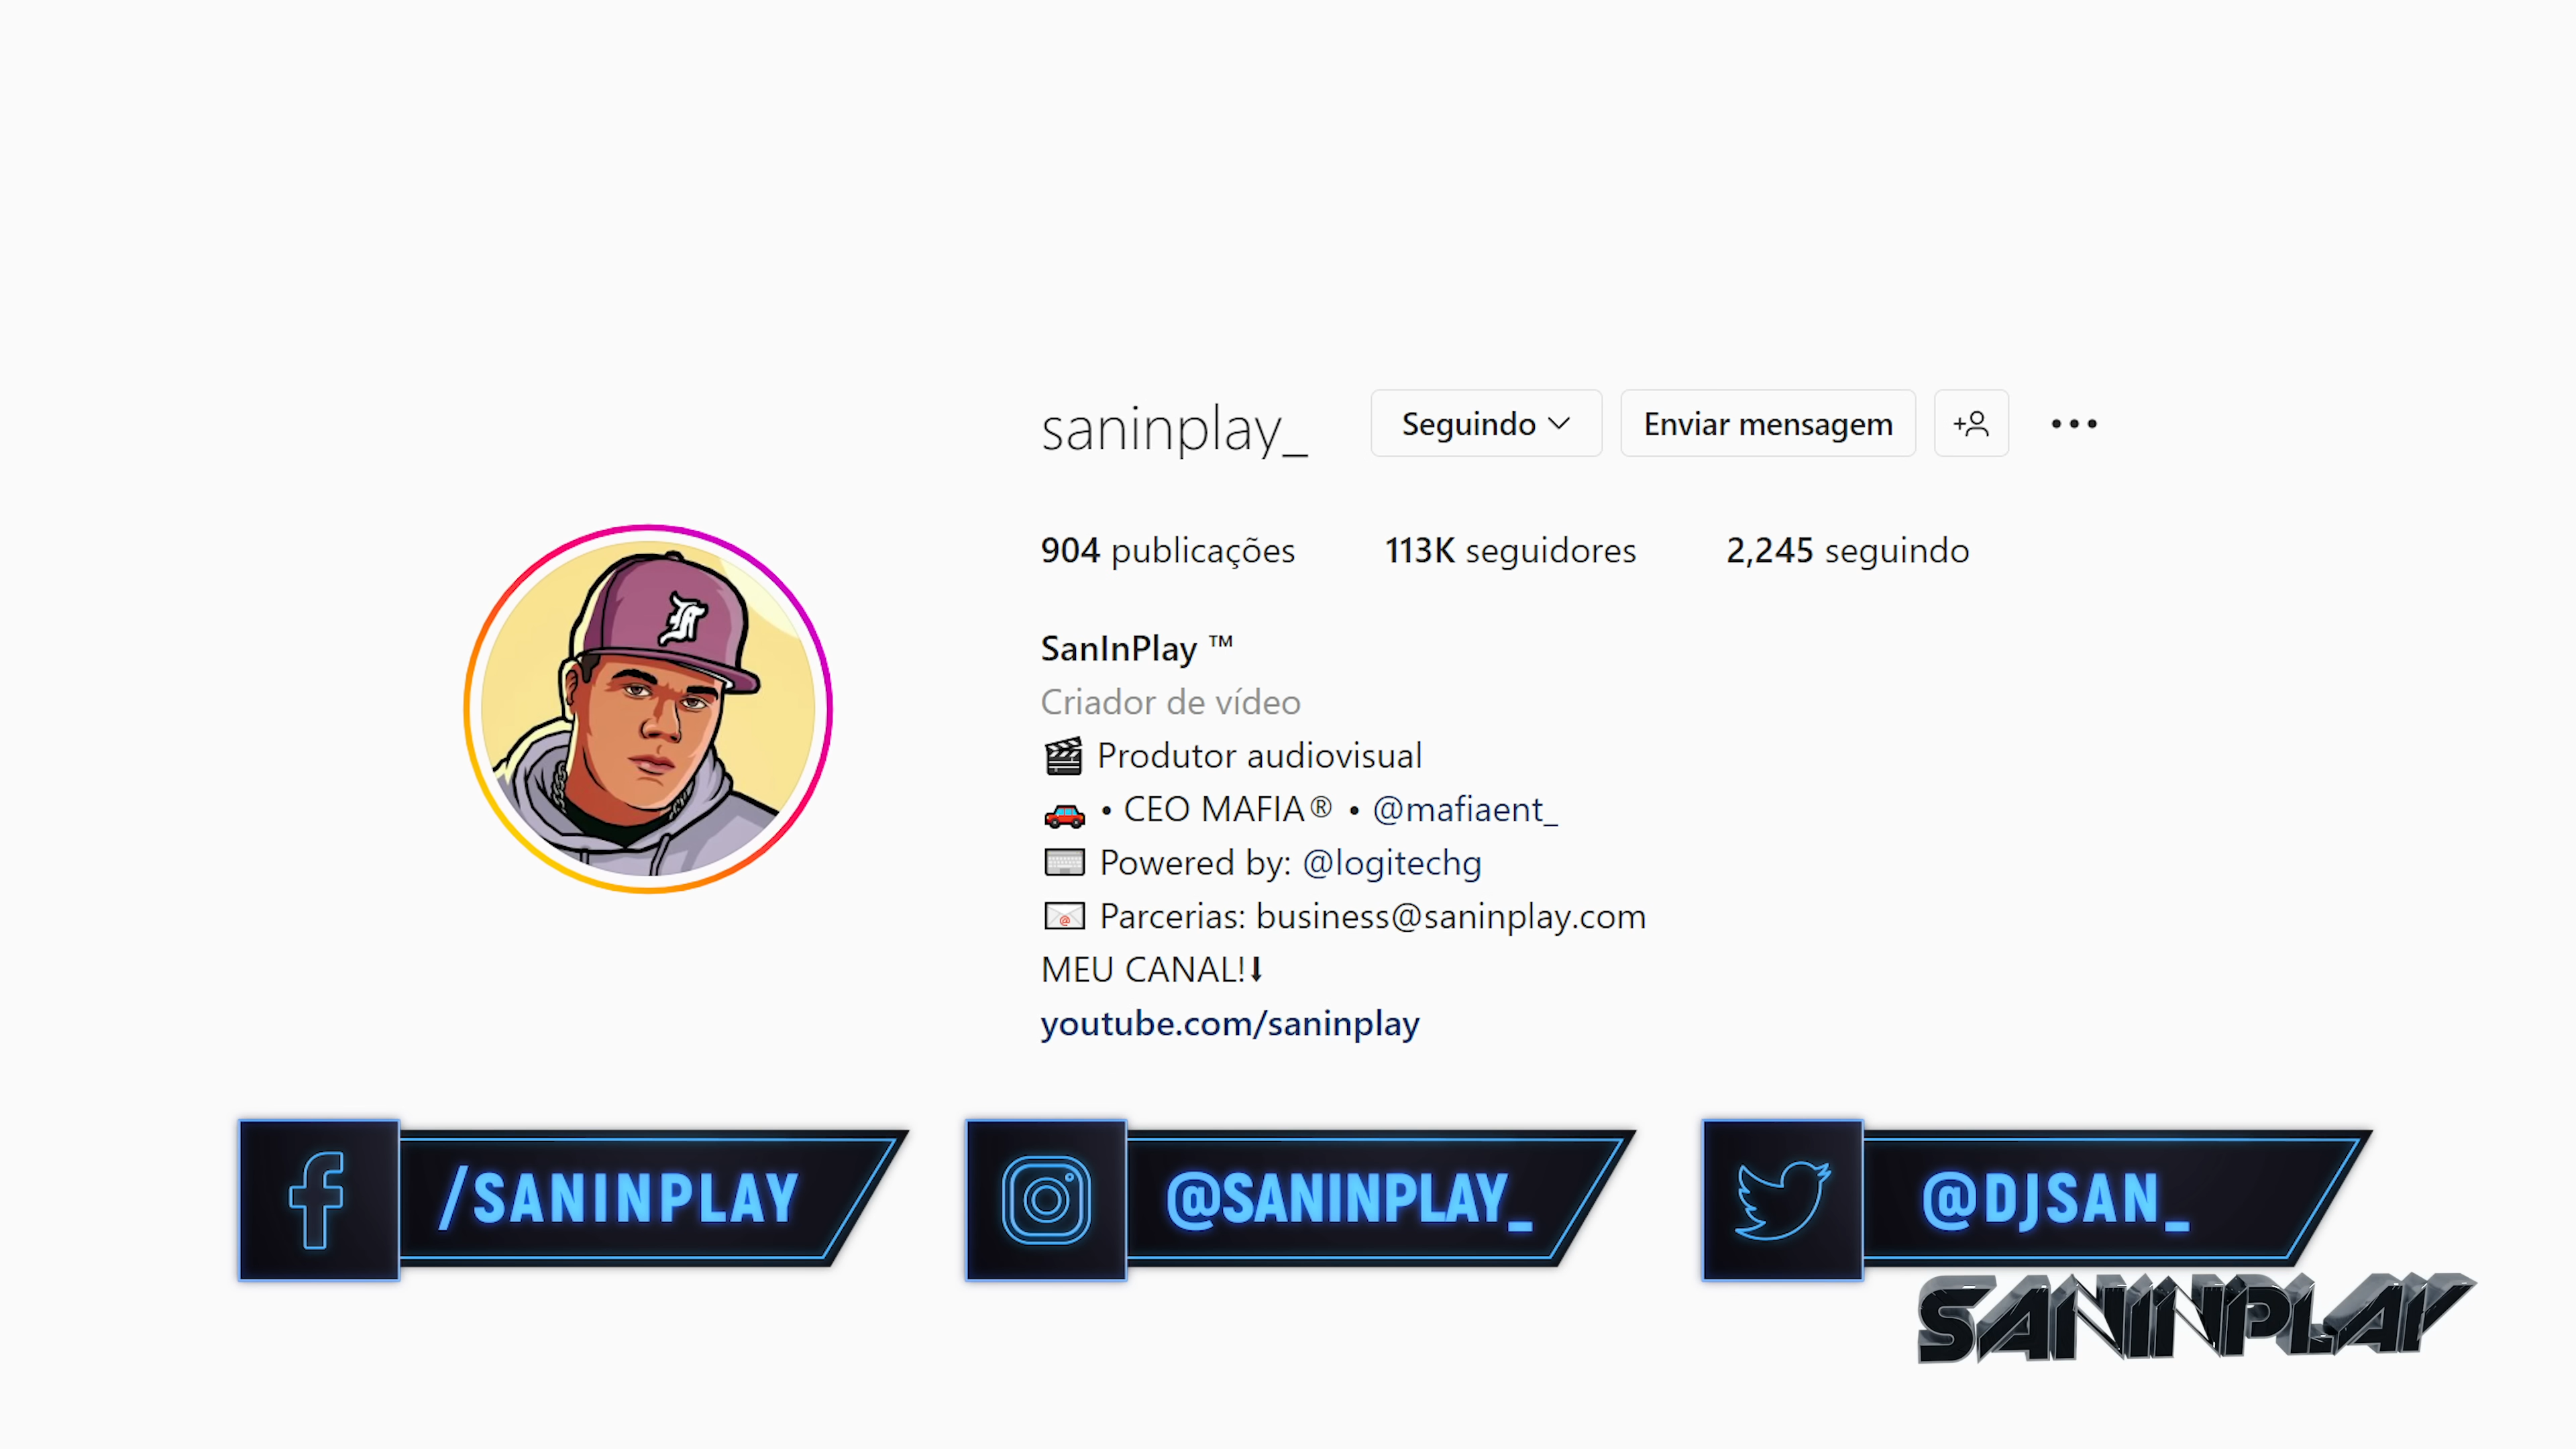 saninplay_ Seguindo Enviar mensagem
904 publicações 113K seguidores 2,245 seguindo
SanInPlay ™
Criador de vídeo
Produtor audiovisual
• CEO MAFIA® • @mafiaent_
Powered by: @logitechg
Parcerias: business@saninplay.com
MEU CANAL!⬇
youtube.com/saninplay
/SANINPLAY @SANINPLAY_ @DJSAN_
SANINPLAY